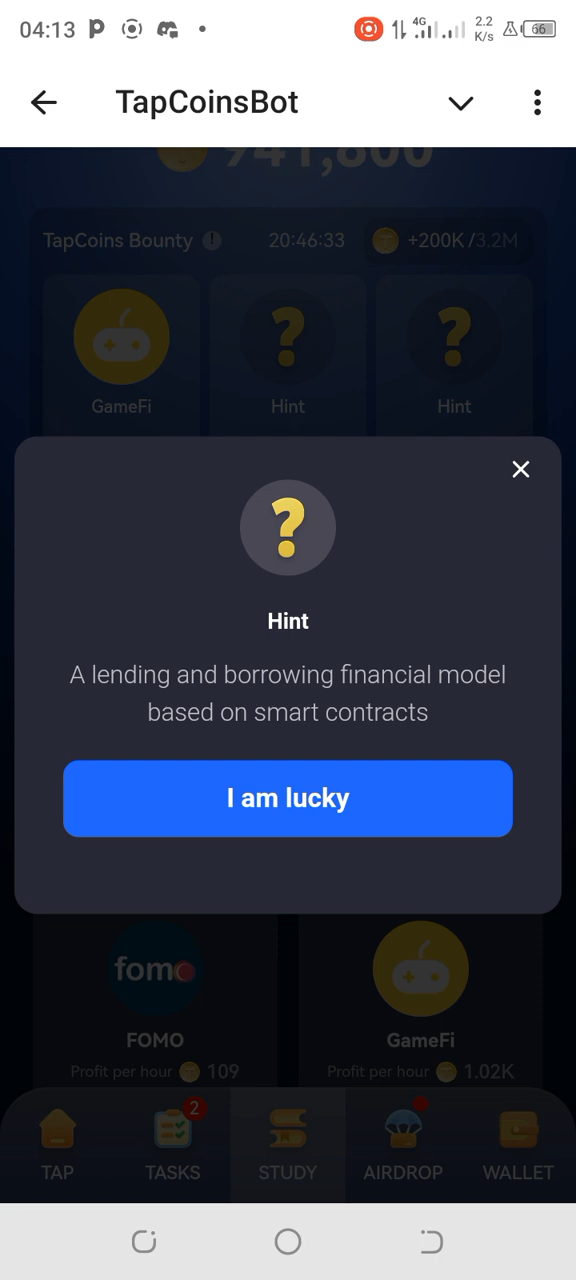 04:13
4G
2.2
K/s
66
TapCoinsBot
941,800
TapCoins Bounty
20:46:33
+200K /3.2M
GameFi
Hint
Hint
?
Hint
A lending and borrowing financial model
based on smart contracts
I am lucky
fomo
FOMO
GameFi
Profit per hour 109
Profit per hour 1.02K
2
TAP
TASKS
STUDY
AIRDROP
WALLET